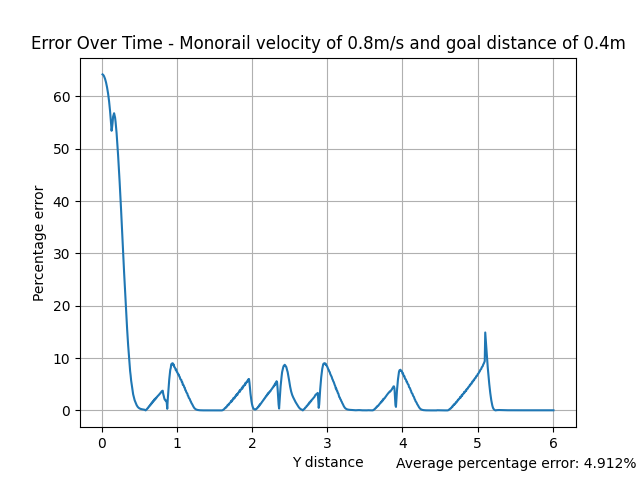 Error Over Time - Monorail velocity of 0.8m/s and goal distance of 0.4m
Percentage error
60
50
40
30
20
10
0
0 1 2 3 4 5 6
Y distance
Average percentage error: 4.912%